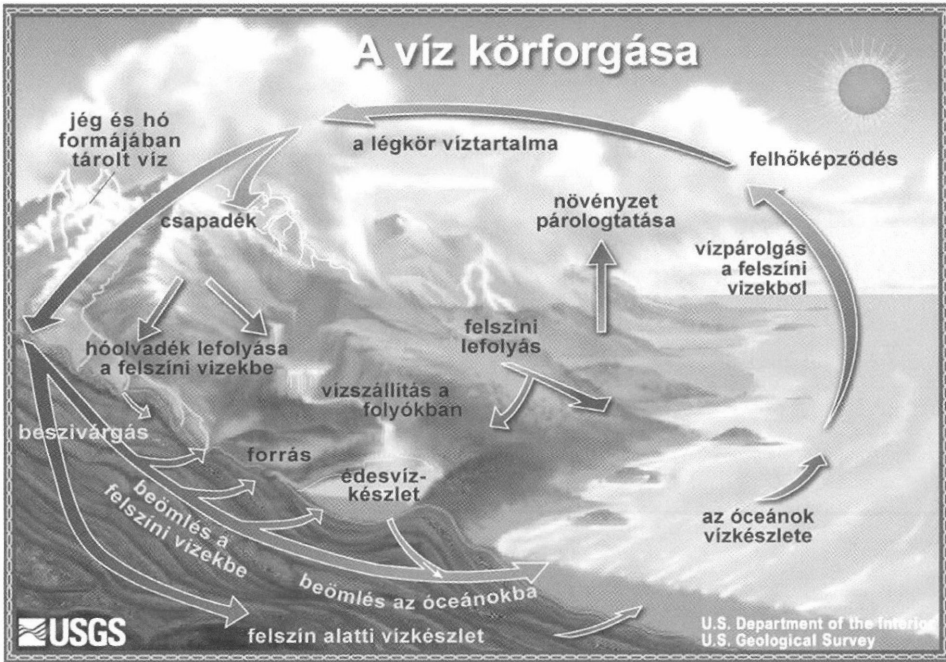 A víz körforgása
jég és hó
formájában
tárolt víz
a légkör víztartalma
felhőképződés
csapadék
növényzet
párologtatása
vízpárolgás
a felszíni
vizekből
hóolvadék lefolyása
a felszíni vizekbe
felszíni
lefolyás
vízszállítás a
folyókban
beszivárgás
forrás
édesvíz-
készlet
beömlés a
felszíni vizekbe
az óceánok
vízkészlete
beömlés az óceánokba
felszín alatti vízkészlet
USGS
U.S. Department of the Interior
U.S. Geological Survey